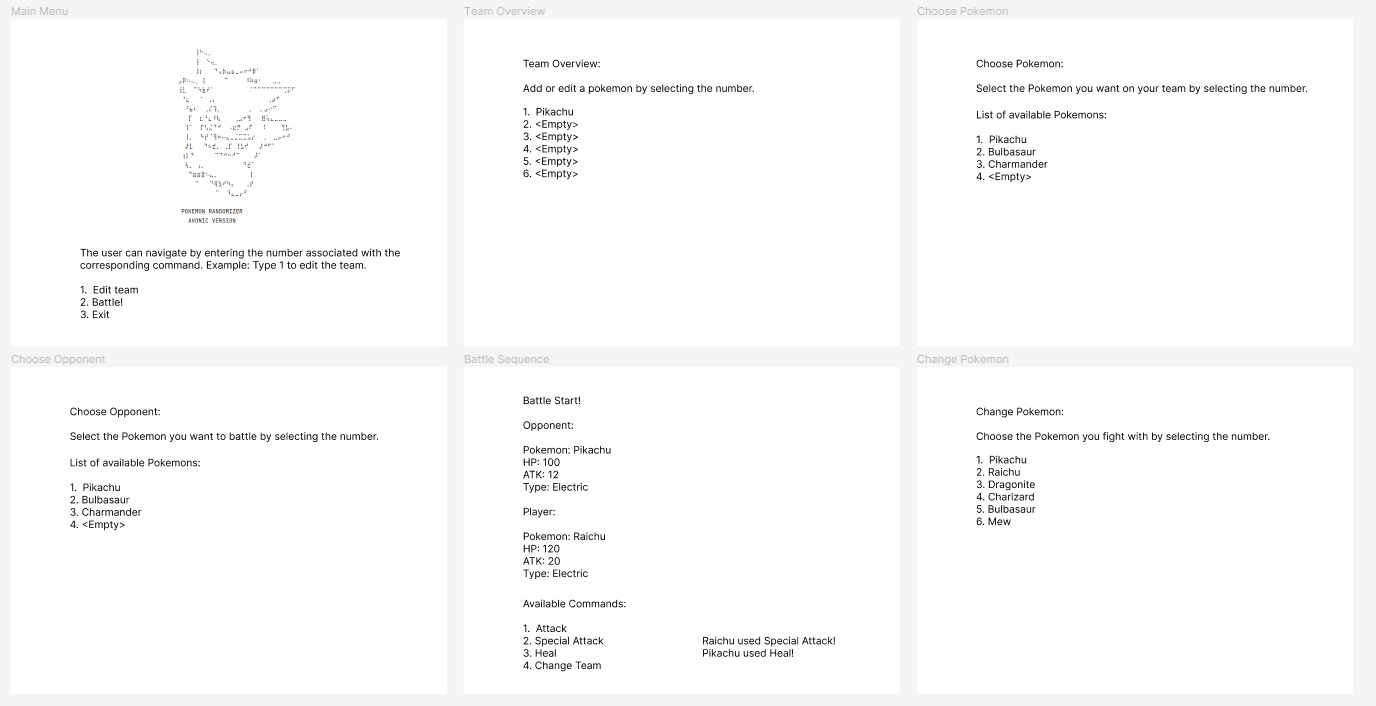 Main Menu
POKEMON RANDOMIZER
AVONIC VERSION
The user can navigate by entering the number associated with the
corresponding command. Example: Type 1 to edit the team.
1. Edit team
2. Battle!
3. Exit
Team Overview
Team Overview:
Add or edit a pokemon by selecting the number.
1. Pikachu
2. <Empty>
3. <Empty>
4. <Empty>
5. <Empty>
6. <Empty>
Choose Pokemon
Choose Pokemon:
Select the Pokemon you want on your team by selecting the number.
List of available Pokemons:
1. Pikachu
2. Bulbasaur
3. Charmander
4. <Empty>
Choose Opponent
Choose Opponent:
Select the Pokemon you want to battle by selecting the number.
List of available Pokemons:
1. Pikachu
2. Bulbasaur
3. Charmander
4. <Empty>
Battle Sequence
Battle Start!
Opponent:
Pokemon: Pikachu
HP: 100
ATK: 12
Type: Electric
Player:
Pokemon: Raichu
HP: 120
ATK: 20
Type: Electric
Available Commands:
1. Attack
2. Special Attack
3. Heal
4. Change Team
Raichu used Special Attack!
Pikachu used Heal!
Change Pokemon
Change Pokemon:
Choose the Pokemon you fight with by selecting the number.
1. Pikachu
2. Raichu
3. Dragonite
4. Charizard
5. Bulbasaur
6. Mew